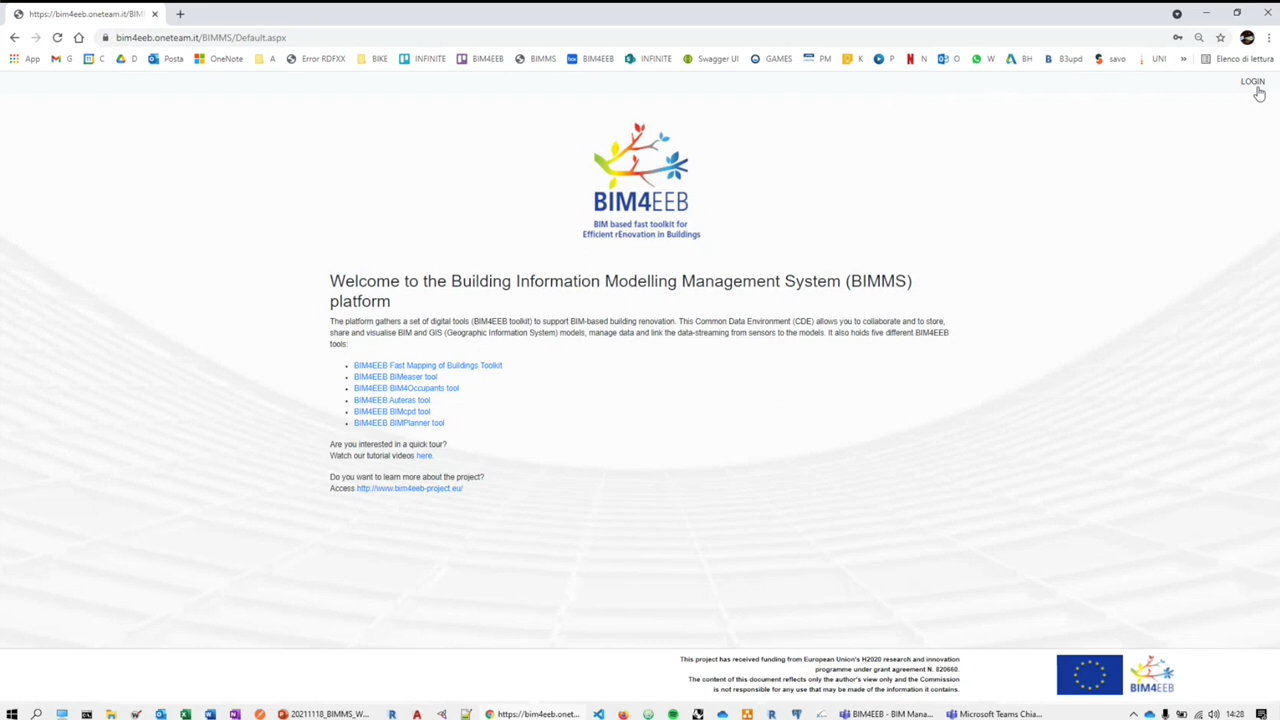 https://bim4eeb.oneteam.it/BIM
bim4eeb.oneteam.it/BIMMS/Default.aspx
App G C D Posta OneNote A Error RDFXX BIKE INFINITE BIM4EEB BIMMS BIM4EEB INFINITE Swagger UI GAMES PM K P N O W BH B3upd savo UNI » Elenco di lettura
LOGIN
BIM4EEB
BIM based fast toolkit for
Efficient rEnovation in Buildings
Welcome to the Building Information Modelling Management System (BIMMS)
platform
The platform gathers a set of digital tools (BIM4EEB toolkit) to support BIM-based building renovation. This Common Data Environment (CDE) allows you to collaborate and to store,
share and visualise BIM and GIS (Geographic Information System) models, manage data and link the data-streaming from sensors to the models. It also holds five different BIM4EEB
tools:
• BIM4EEB Fast Mapping of Buildings Toolkit
• BIM4EEB BIMeaser tool
• BIM4EEB BIM4Occupants tool
• BIM4EEB Auteras tool
• BIM4EEB BIMcpd tool
• BIM4EEB BIMPlanner tool
Are you interested in a quick tour?
Watch our tutorial videos here.
Do you want to learn more about the project?
Access http://www.bim4eeb-project.eu/
This project has received funding from European Union's H2020 research and innovation
programme under grant agreement N. 820660.
The content of this document reflects only the author's view only and the Commission
is not responsible for any use that may be made of the information it contains.
BIM4EEB
20211118_BIMMS_W... https://bim4eeb.onet... BIM4EEB - BIM Mana... Microsoft Teams Chia... 14:28